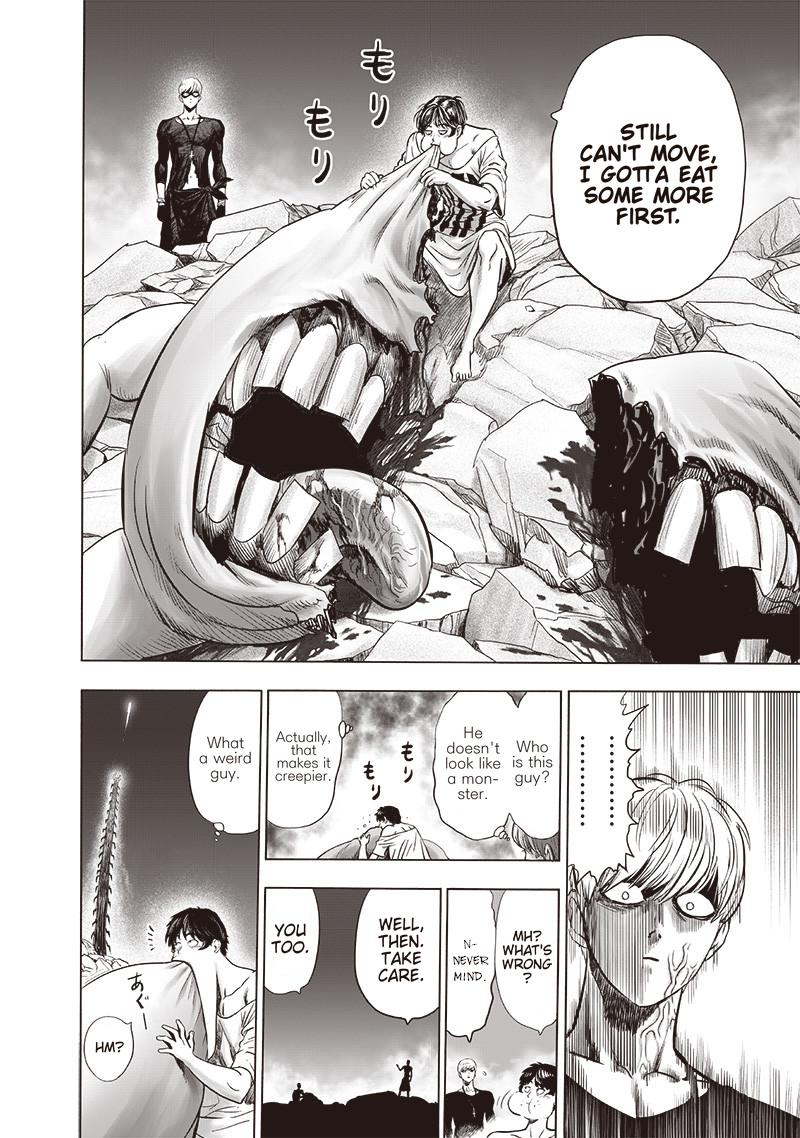 STILL
CAN'T MOVE,
I GOTTA EAT
SOME MORE
FIRST.
もり
もり
.........
.........
Who
is this
guy?
He
doesn't
look like
a mon-
ster.
もり
もり
Actually,
that
makes it
creepier.
MH?
WHAT'S
WRONG
?
N-
NEVER
MIND.
WELL,
THEN.
TAKE
CARE.
YOU
TOO.
What
a weird
guy.
あぐー
HM?